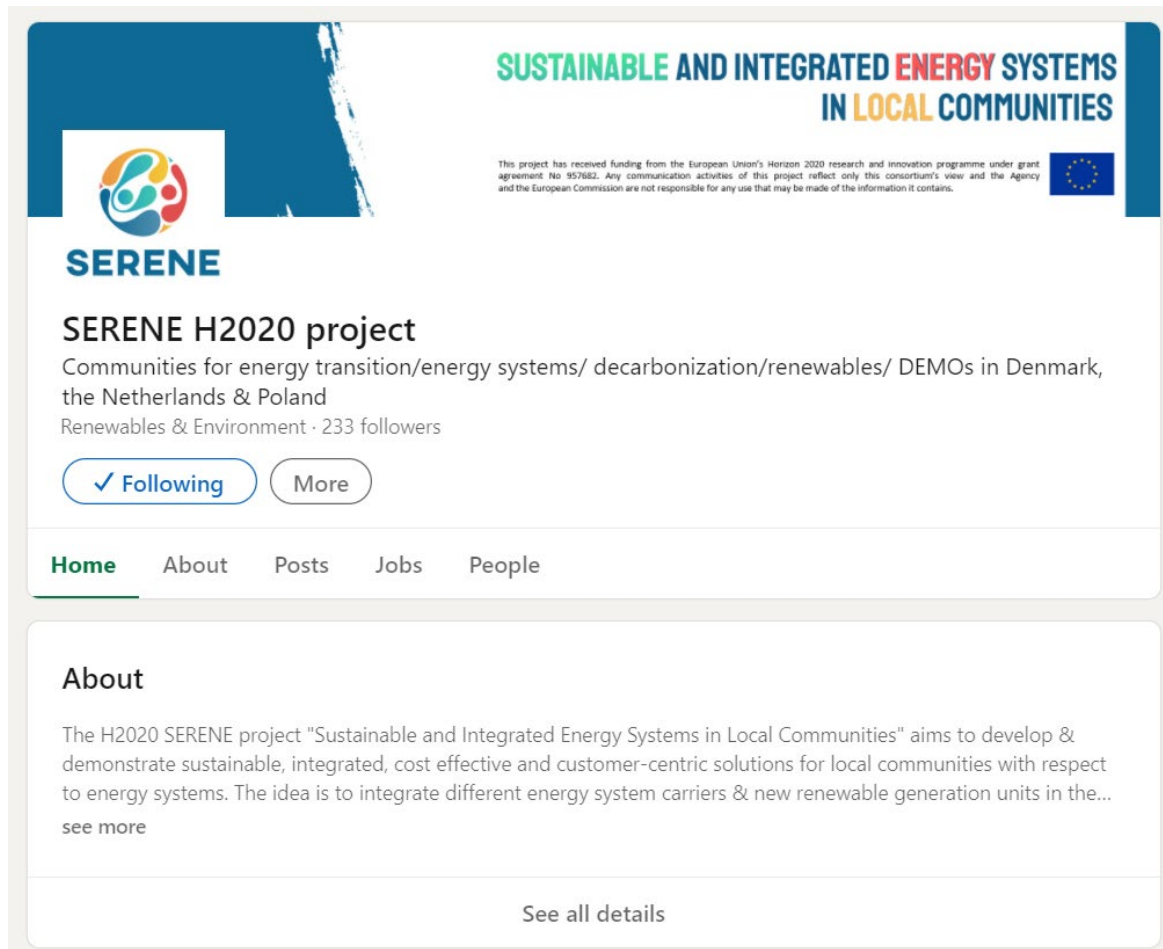 SUSTAINABLE AND INTEGRATED ENERGY SYSTEMS
IN LOCAL COMMUNITIES
This project has received funding from the European Union's Horizon 2020 research and innovation programme under grant
agreement No 957682. Any communication activities of this project reflect only this consortium's view and the Agency
and the European Commission are not responsible for any use that may be made of the information it contains.
SERENE
SERENE H2020 project
Communities for energy transition/energy systems/ decarbonization/renewables/ DEMOs in Denmark,
the Netherlands & Poland
Renewables & Environment · 233 followers
✓ Following
More
Home About Posts Jobs People
About
The H2020 SERENE project "Sustainable and Integrated Energy Systems in Local Communities" aims to develop &
demonstrate sustainable, integrated, cost effective and customer-centric solutions for local communities with respect
to energy systems. The idea is to integrate different energy system carriers & new renewable generation units in the...
see more
See all details